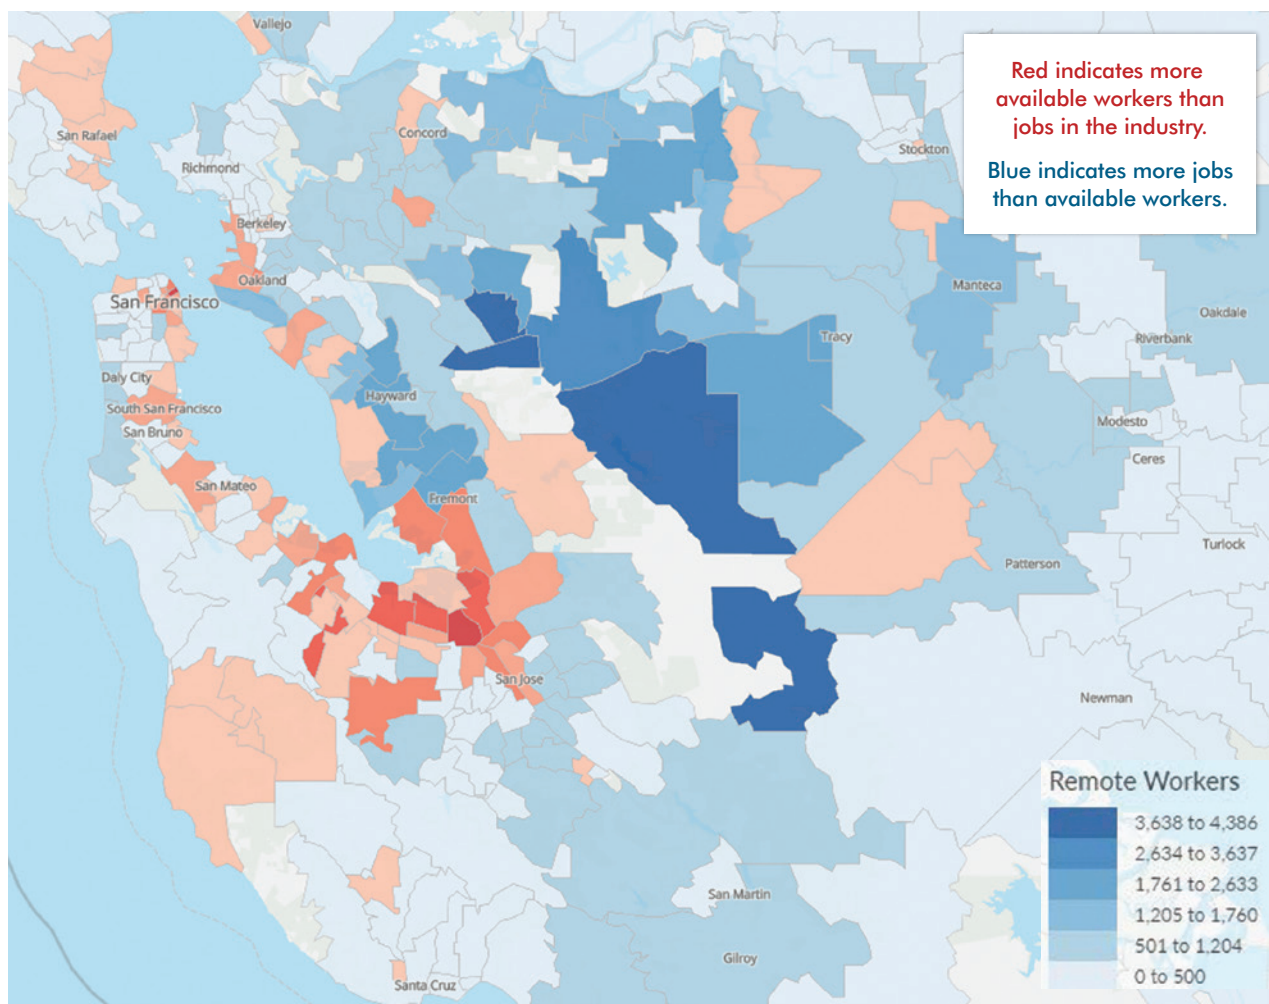 Vallejo
Red indicates more
available workers than
jobs in the industry.
Blue indicates more jobs
than available workers.
San Rafael
Concord
Stockton
Richmond
Berkeley
Oakland
Manteca
San Francisco
Oakdale
Tracy
Riverbank
Daly City
Hayward
South San Francisco
Modesto
San Bruno
Ceres
San Mateo
Fremont
Turlock
Patterson
San Jose
Newman
Remote Workers
3,638 to 4,386
2,634 to 3,637
1,761 to 2,633
1,205 to 1,760
501 to 1,204
0 to 500
San Martin
Gilroy
Santa Cruz